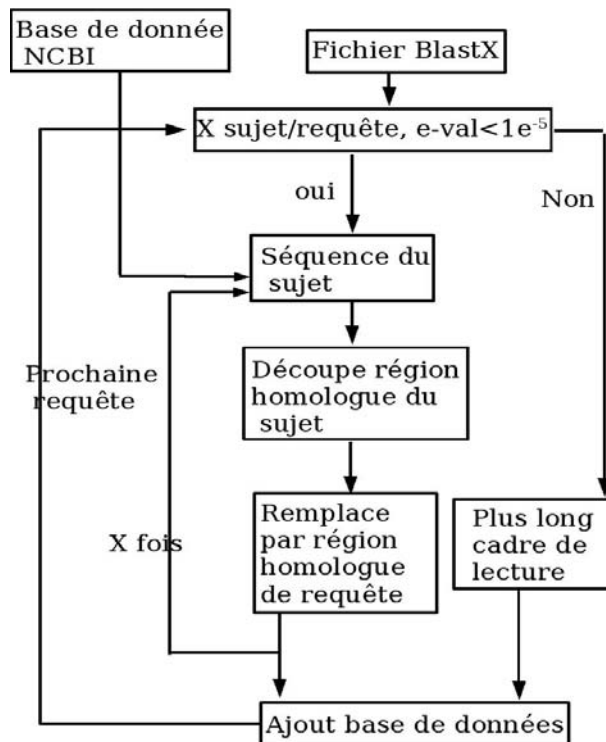 Base de donnée
NCBI
Fichier BlastX
X sujet/requête, e-val<1e-5
oui
Non
Séquence du
sujet
Découpe région
homologue du
sujet
Prochaine
requête
X fois
Remplace
par région
homologue
de requête
Plus long
cadre de
lecture
Ajout base de données